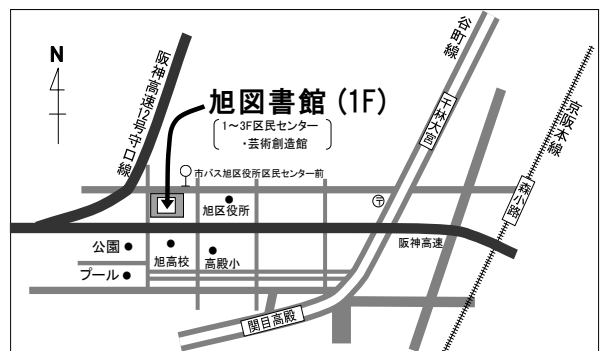 N
阪神高速12号守口線
旭図書館 (1F)
1〜3F区民センター
・芸術創造館
市バス旭区役所区民センター前
旭区役所
谷町線
千林大宮
京阪本線
森小路
〒
阪神高速
公園
プール
旭高校
高殿小
関目高殿